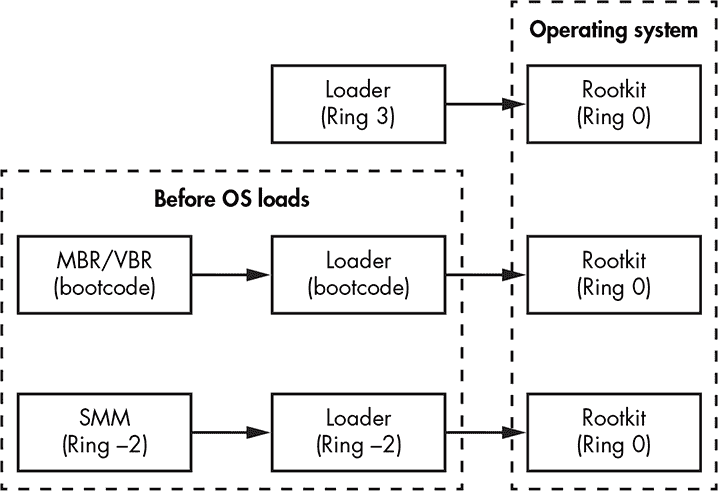 Operating system
Loader
(Ring 3)
Rootkit
(Ring 0)
Before OS loads
MBR/VBR
(bootcode)
Loader
(bootcode)
Rootkit
(Ring 0)
SMM
(Ring –2)
Loader
(Ring –2)
Rootkit
(Ring 0)